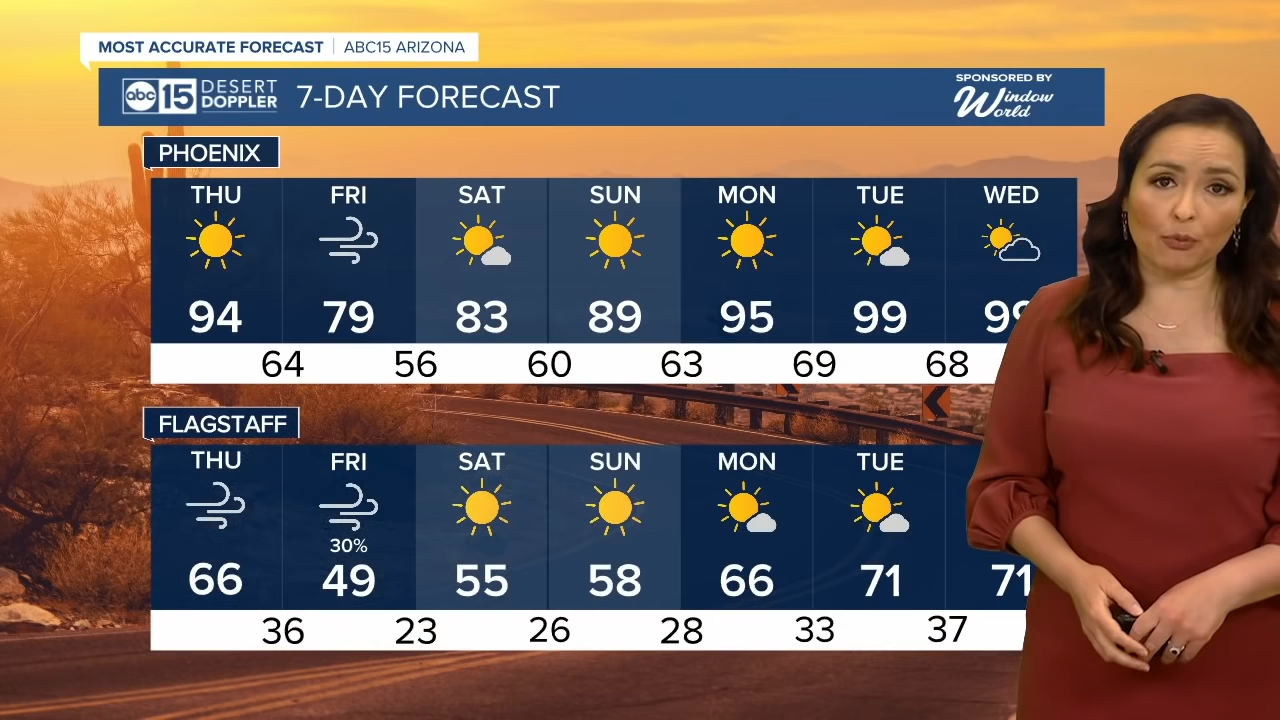 MOST ACCURATE FORECAST | ABC15 ARIZONA
abc 15 DESERT DOPPLER 7-DAY FORECAST
SPONSORED BY
Window World
PHOENIX
THU FRI SAT SUN MON TUE WED
94 79 83 89 95 99
64 56 60 63 69 68
FLAGSTAFF
THU FRI SAT SUN MON TUE
30%
66 49 55 58 66 71 71
36 23 26 28 33 37